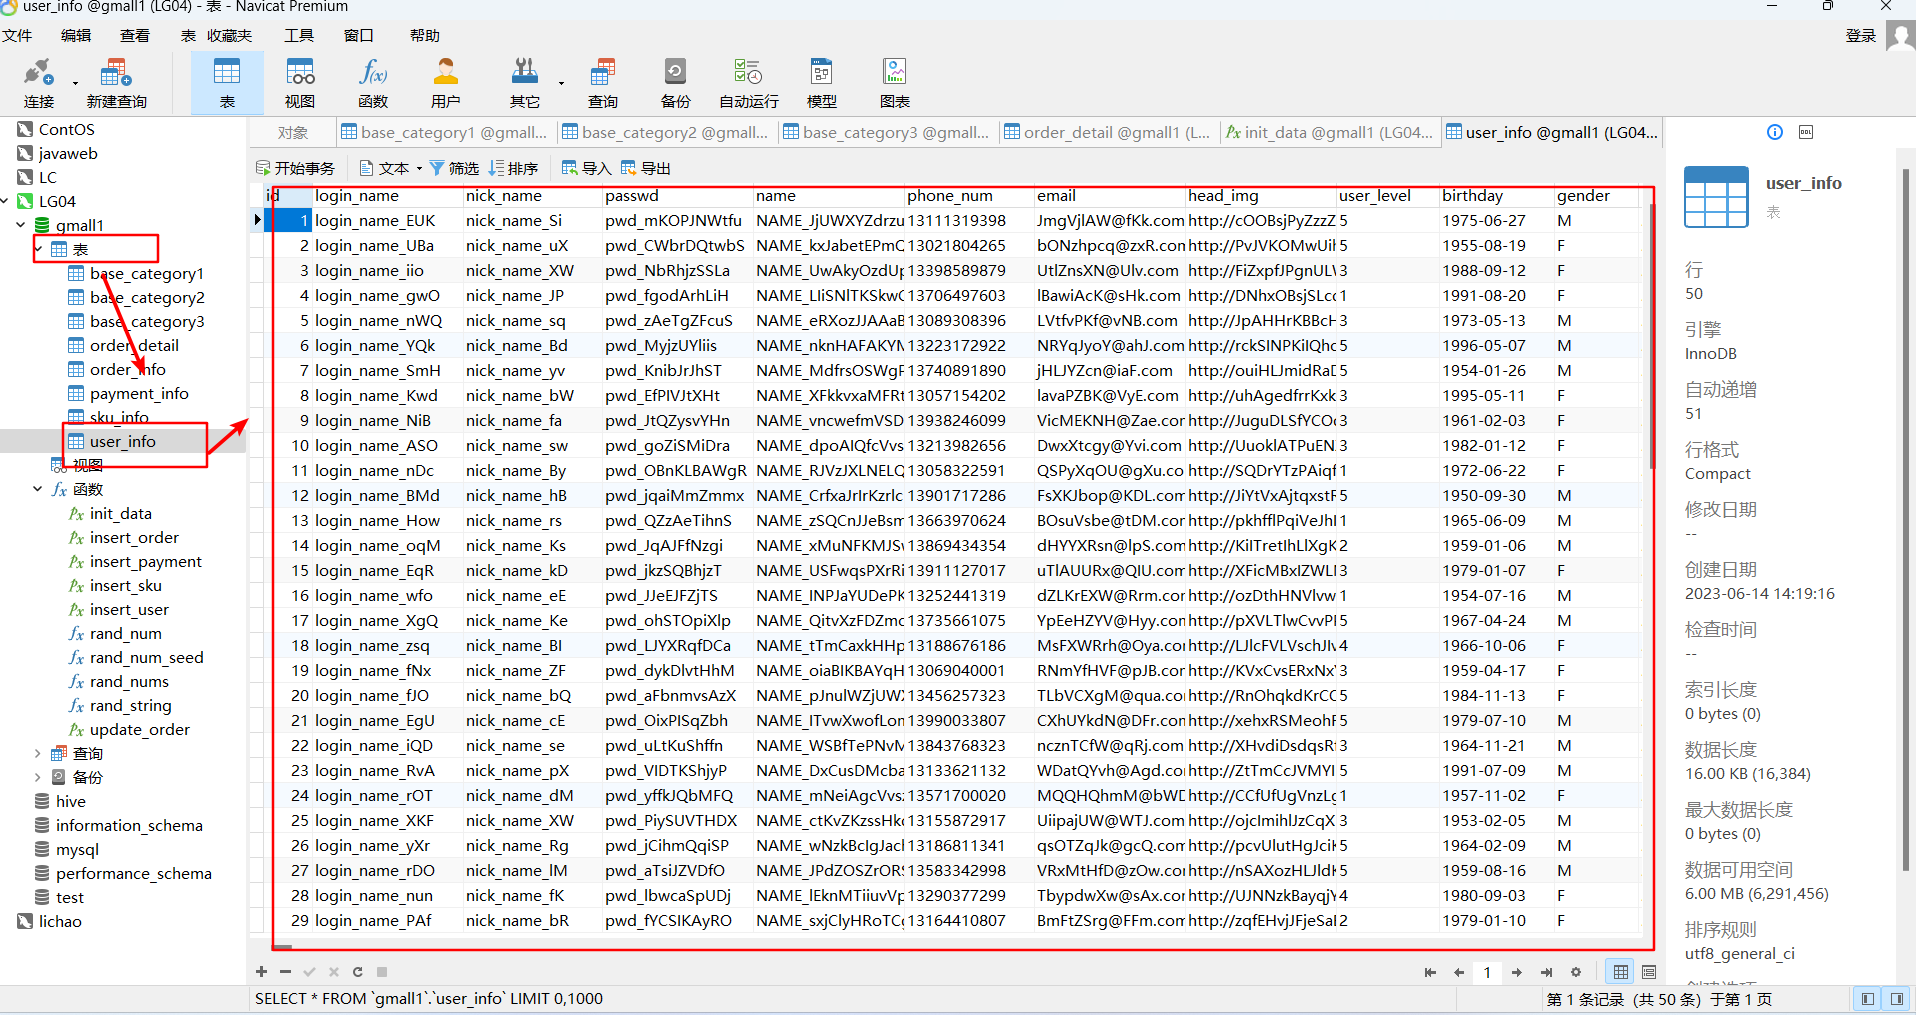 user_info @gmall1 (LG04) - 表 - Navicat Premium
文件 编辑 查看 表 收藏夹 工具 窗口 帮助 登录
连接 新建查询 表 视图 函数 用户 其它 查询 备份 自动运行 模型 图表
ContOS
javaweb
LC
LG04
gmall1
表
base_category1
base_category2
base_category3
order_detail
order_info
payment_info
sku_info
user_info
视图
函数
init_data
insert_order
insert_payment
insert_sku
insert_user
rand_num
rand_num_seed
rand_nums
rand_string
update_order
查询
备份
hive
information_schema
mysql
performance_schema
test
lichao
对象 base_category1 @gmall... base_category2 @gmall... base_category3 @gmall... order_detail @gmall1 (L... init_data @gmall1 (LG04... user_info @gmall1 (LG04...
开始事务 文本 筛选 排序 导入 导出
id login_name nick_name passwd name phone_num email head_img user_level birthday gender
1 login_name_EUK nick_name_Si pwd_mKOPJNWtfu NAME_JjUWXYZdrzu 13111319398 JmgVjlAW@fKk.com http://cOOBsjPyZzzZ 5 1975-06-27 M
2 login_name_UBa nick_name_uX pwd_CWbrDQtwbS NAME_kxJabetEPmC 13021804265 bONzhpcq@zxR.com http://PvJVKOMwUil 5 1955-08-19 F
3 login_name_iio nick_name_XW pwd_NbRhjzSSLa NAME_UwAkyOzdUp 13398589879 UtlZnsXN@Ulv.com http://FiZxpfJPgnUL 3 1988-09-12 F
4 login_name_gwO nick_name_JP pwd_fgodArhLiH NAME_LliSNlTKSkwC 13706497603 lBawiAcK@sHk.com http://DNhxOBsjSLc 1 1991-08-20 F
5 login_name_nWQ nick_name_sq pwd_zAeTgZFcuS NAME_eRXozJJAAaB 13089308396 LVtfvPKf@vNB.com http://JpAHHrKBBcH 3 1973-05-13 M
6 login_name_YQk nick_name_Bd pwd_MyjzUYliis NAME_nknHAFAKYN 13223172922 NRYqJyoY@ahJ.com http://rckSINPKiIQhc 5 1996-05-07 M
7 login_name_SmH nick_name_yv pwd_KnibJrJhST NAME_MdfrsOSWgF 13740891890 jHLJYZcn@iaF.com http://ouiHLJmidRaD 5 1954-01-26 M
8 login_name_Kwd nick_name_bW pwd_EfPIVJtXHt NAME_XFkkvxaMFRt 13057154202 lavaPZBK@VyE.com http://uhAgedfrrKxk 3 1995-05-11 F
9 login_name_NiB nick_name_fa pwd_JtQZysvYHn NAME_vncwefmVSD 13938246099 VicMEKNH@Zae.com http://JuguDLSfYCO 3 1961-02-03 F
10 login_name_ASO nick_name_sw pwd_goZiSMiDra NAME_dpoAIQfcVvs 13213982656 DwxXtcgy@Yvi.com http://UuoklATPuEN 3 1982-01-12 F
11 login_name_nDc nick_name_By pwd_OBnKLBAWgR NAME_RJVzJXLNELQ 13058322591 QSPyXqOU@gXu.co http://SQDrYTzPAiqf 1 1972-06-22 F
12 login_name_BMd nick_name_hB pwd_jqaiMmZmmx NAME_CrfxaJrIrKzrlc 13901717286 FsXKJbop@KDL.com http://JiYtVxAjtqxstF 5 1950-09-30 M
13 login_name_How nick_name_rs pwd_QZzAeTihnS NAME_zSQCnJJeBsm 13663970624 BOsuVsbe@tDM.cor http://pkhfflPqiVeJhl 1 1965-06-09 M
14 login_name_oqM nick_name_Ks pwd_JqAJFfNzgi NAME_xMuNFKMJS 13869434354 dHYYXRsn@lpS.com http://KilTretIhLlXgK 2 1959-01-06 M
15 login_name_EqR nick_name_kD pwd_jkzSQBhjzT NAME_USFwqsPXrRi 13911127017 uTlAUURx@QIU.com http://XFicMBxIZWL 3 1979-01-07 F
16 login_name_wfo nick_name_eE pwd_JJeEJFZjTS NAME_INPJaYUDePK 13252441319 dZLKrEXW@Rrm.cor http://ozDthHNVlvw 1 1954-07-16 M
17 login_name_XgQ nick_name_Ke pwd_ohSTOpiXlp NAME_QitvXzFDZmc 13735661075 YpEeHZYV@Hyy.com http://pXVLTlwCvvPl 5 1967-04-24 M
18 login_name_zsq nick_name_Bl pwd_LJYXRqfDCa NAME_tTmCaxkHHp 13188676186 MsFXWRrh@Oya.cor http://LJlcFVLVschJl 4 1966-10-06 F
19 login_name_fNx nick_name_ZF pwd_dykDlvtHhM NAME_oiaBIKBAYqH 13069040001 RNmYfHVF@pJB.com http://KVxCvsERxNx 3 1959-04-17 F
20 login_name_fJO nick_name_bQ pwd_aFbnmvsAzX NAME_pJnulWZjUW 13456257323 TLbVCXgM@qua.co http://RnOhqkdKrCC 5 1984-11-13 F
21 login_name_EgU nick_name_cE pwd_OixPISqZbh NAME_ITvwXwofLor 13990033807 CXhUYkdN@DFr.cor http://xehxRSMeohF 5 1979-07-10 M
22 login_name_iQD nick_name_se pwd_uLtKuShffn NAME_WSBfTePNvM 13843768323 ncznTCfW@qRj.com http://XHvdiDsdqsR 3 1964-11-21 M
23 login_name_RvA nick_name_pX pwd_VIDTKShjyP NAME_DxCusDMcba 13133621132 WDatQYvh@Agd.co http://ZtTmCcJVMYl 5 1991-07-09 M
24 login_name_rOT nick_name_dM pwd_yffkJQbMFQ NAME_mNeiAgcVvs 13571700020 MQQHQhmM@bWD http://CCfUfUgVnzLg 1 1957-11-02 F
25 login_name_XKF nick_name_XW pwd_PiySUVTHDX NAME_ctKvZKzssHk 13155872917 UiipajUW@WTJ.com http://ojclmihlJzCqX 3 1953-02-05 M
26 login_name_yXr nick_name_Rg pwd_jCihmQqiSP NAME_wNzkBclgJacl 13186811341 qsOTZqJk@gcQ.com http://pcvUlutHgJcil 5 1964-02-09 M
27 login_name_rDO nick_name_lM pwd_aTsiJZVDfO NAME_JPdZOSZrORS 13583342998 VRxMtHfD@zOw.cor http://nSAXozHLJldl 5 1959-08-16 M
28 login_name_nun nick_name_fK pwd_lbwcaSpUDj NAME_lEknMTiiuvVp 13290377299 TbypdwXw@sAx.cor http://UJNNzkBayqjY 4 1980-09-03 F
29 login_name_PAf nick_name_bR pwd_fYCSIKAyRO NAME_sxjClyHRoTC 13164410807 BmFtZSrg@FFm.com http://zqfEHvjJFjeSal 2 1979-01-10 F
1
SELECT * FROM `gmall1`.`user_info` LIMIT 0,1000
第 1 条记录 (共 50 条) 于第 1 页
user_info
表
行
50
引擎
InnoDB
自动递增
51
行格式
Compact
修改日期
--
创建日期
2023-06-14 14:19:16
检查时间
--
索引长度
0 bytes (0)
数据长度
16.00 KB (16,384)
最大数据长度
0 bytes (0)
数据可用空间
6.00 MB (6,291,456)
排序规则
utf8_general_ci